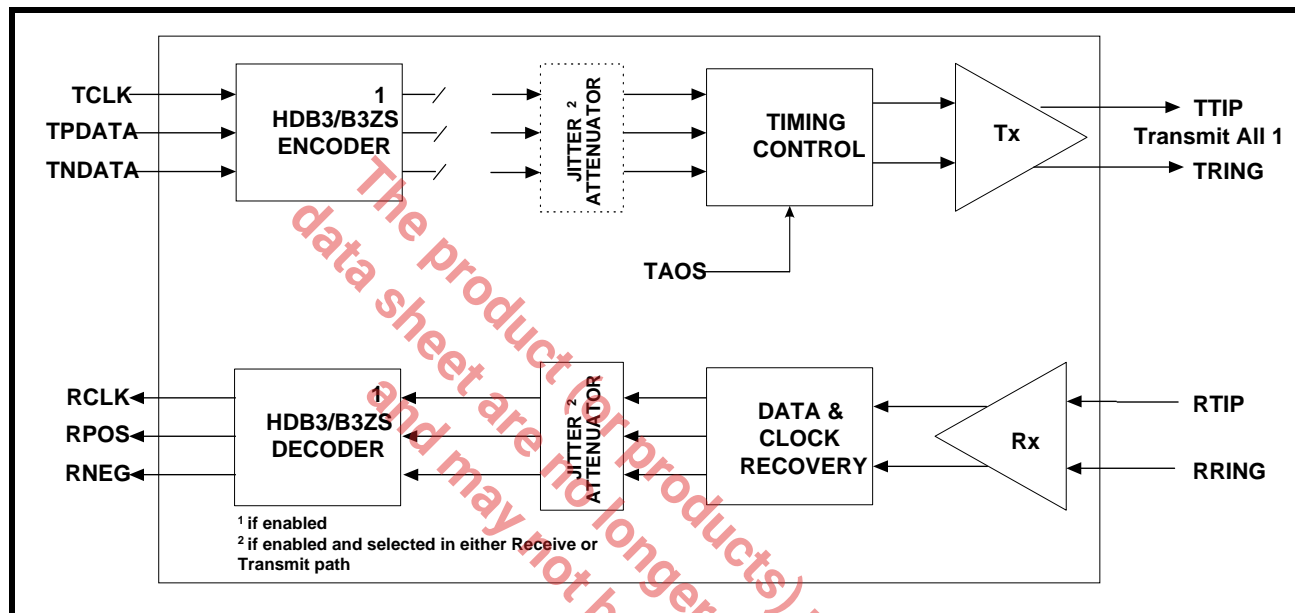 TCLK
TPDATA
TNDATA
1
HDB3/B3ZS
ENCODER
JITTER 2
ATTENUATOR
TIMING
CONTROL
Tx
TTIP
Transmit All 1
TRING
TAOS
RCLK
RPOS
RNEG
1
HDB3/B3ZS
DECODER
JITTER 2
ATTENUATOR
DATA &
CLOCK
RECOVERY
Rx
RTIP
RRING
1 if enabled
2 if enabled and selected in either Receive or
Transmit path
The product (or products)
data sheet are no longer
and may not b